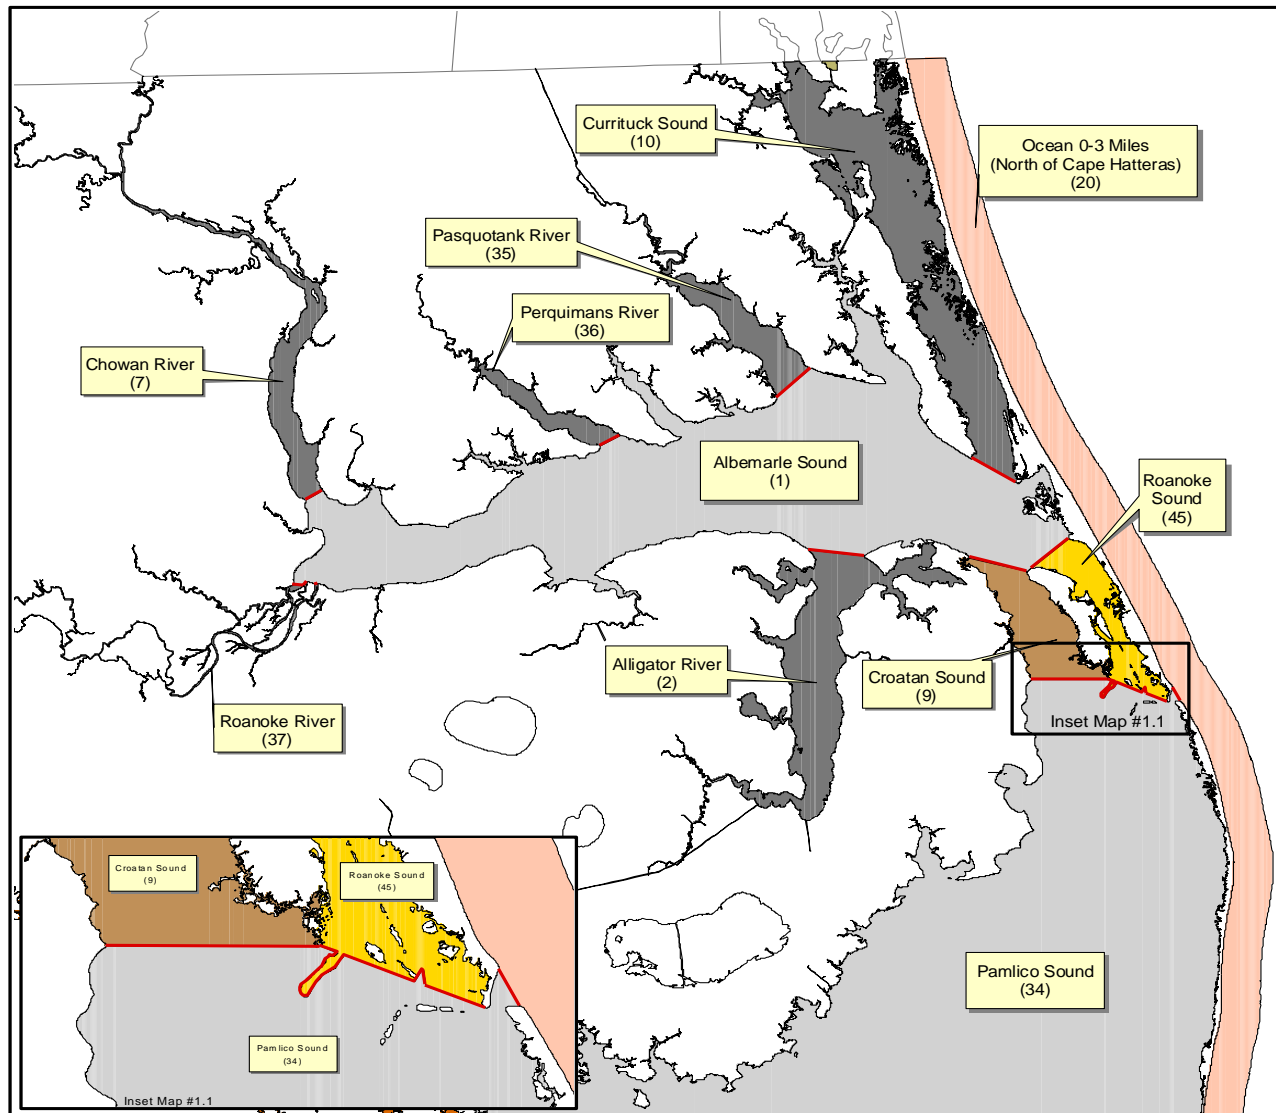 Currituck Sound
(10)
Ocean 0-3 Miles
(North of Cape Hatteras)
(20)
Pasquotank River
(35)
Perquimans River
(36)
Chowan River
(7)
Albemarle Sound
(1)
Roanoke
Sound
(45)
Alligator River
(2)
Croatan Sound
(9)
Roanoke River
(37)
Inset Map #1.1
Croatan Sound
(9)
Roanoke Sound
(45)
Pamlico Sound
(34)
Pamlico Sound
(34)
Inset Map #1.1